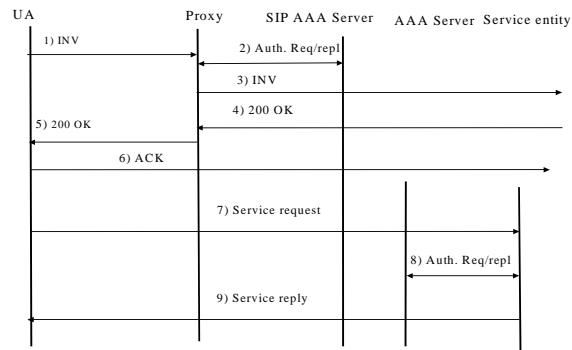 UA
Proxy
SIP AAA Server
AAA Server
Service entity
1) INV
2) Auth. Req/repl
3) INV
4) 200 OK
5) 200 OK
6) ACK
7) Service request
8) Auth. Req/repl
9) Service reply